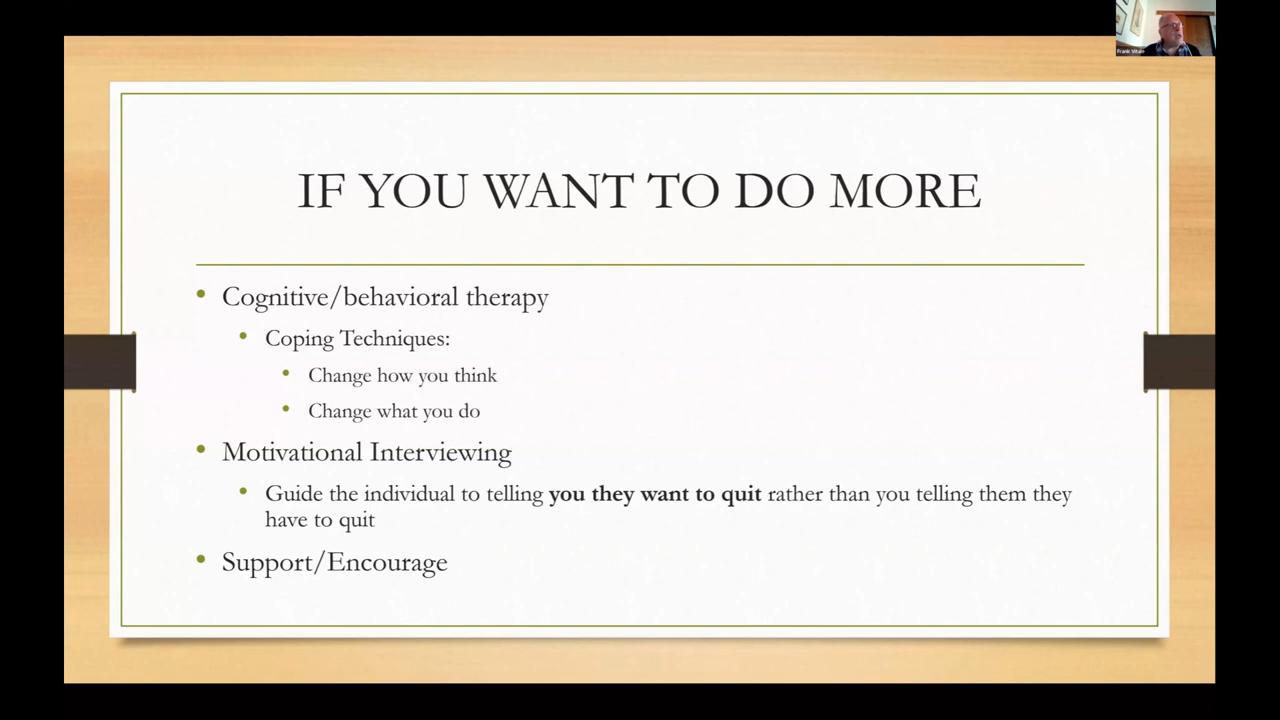 Frank Vitale
IF YOU WANT TO DO MORE
• Cognitive/behavioral therapy
• Coping Techniques:
• Change how you think
• Change what you do
• Motivational Interviewing
• Guide the individual to telling you they want to quit rather than you telling them they
have to quit
• Support/Encourage